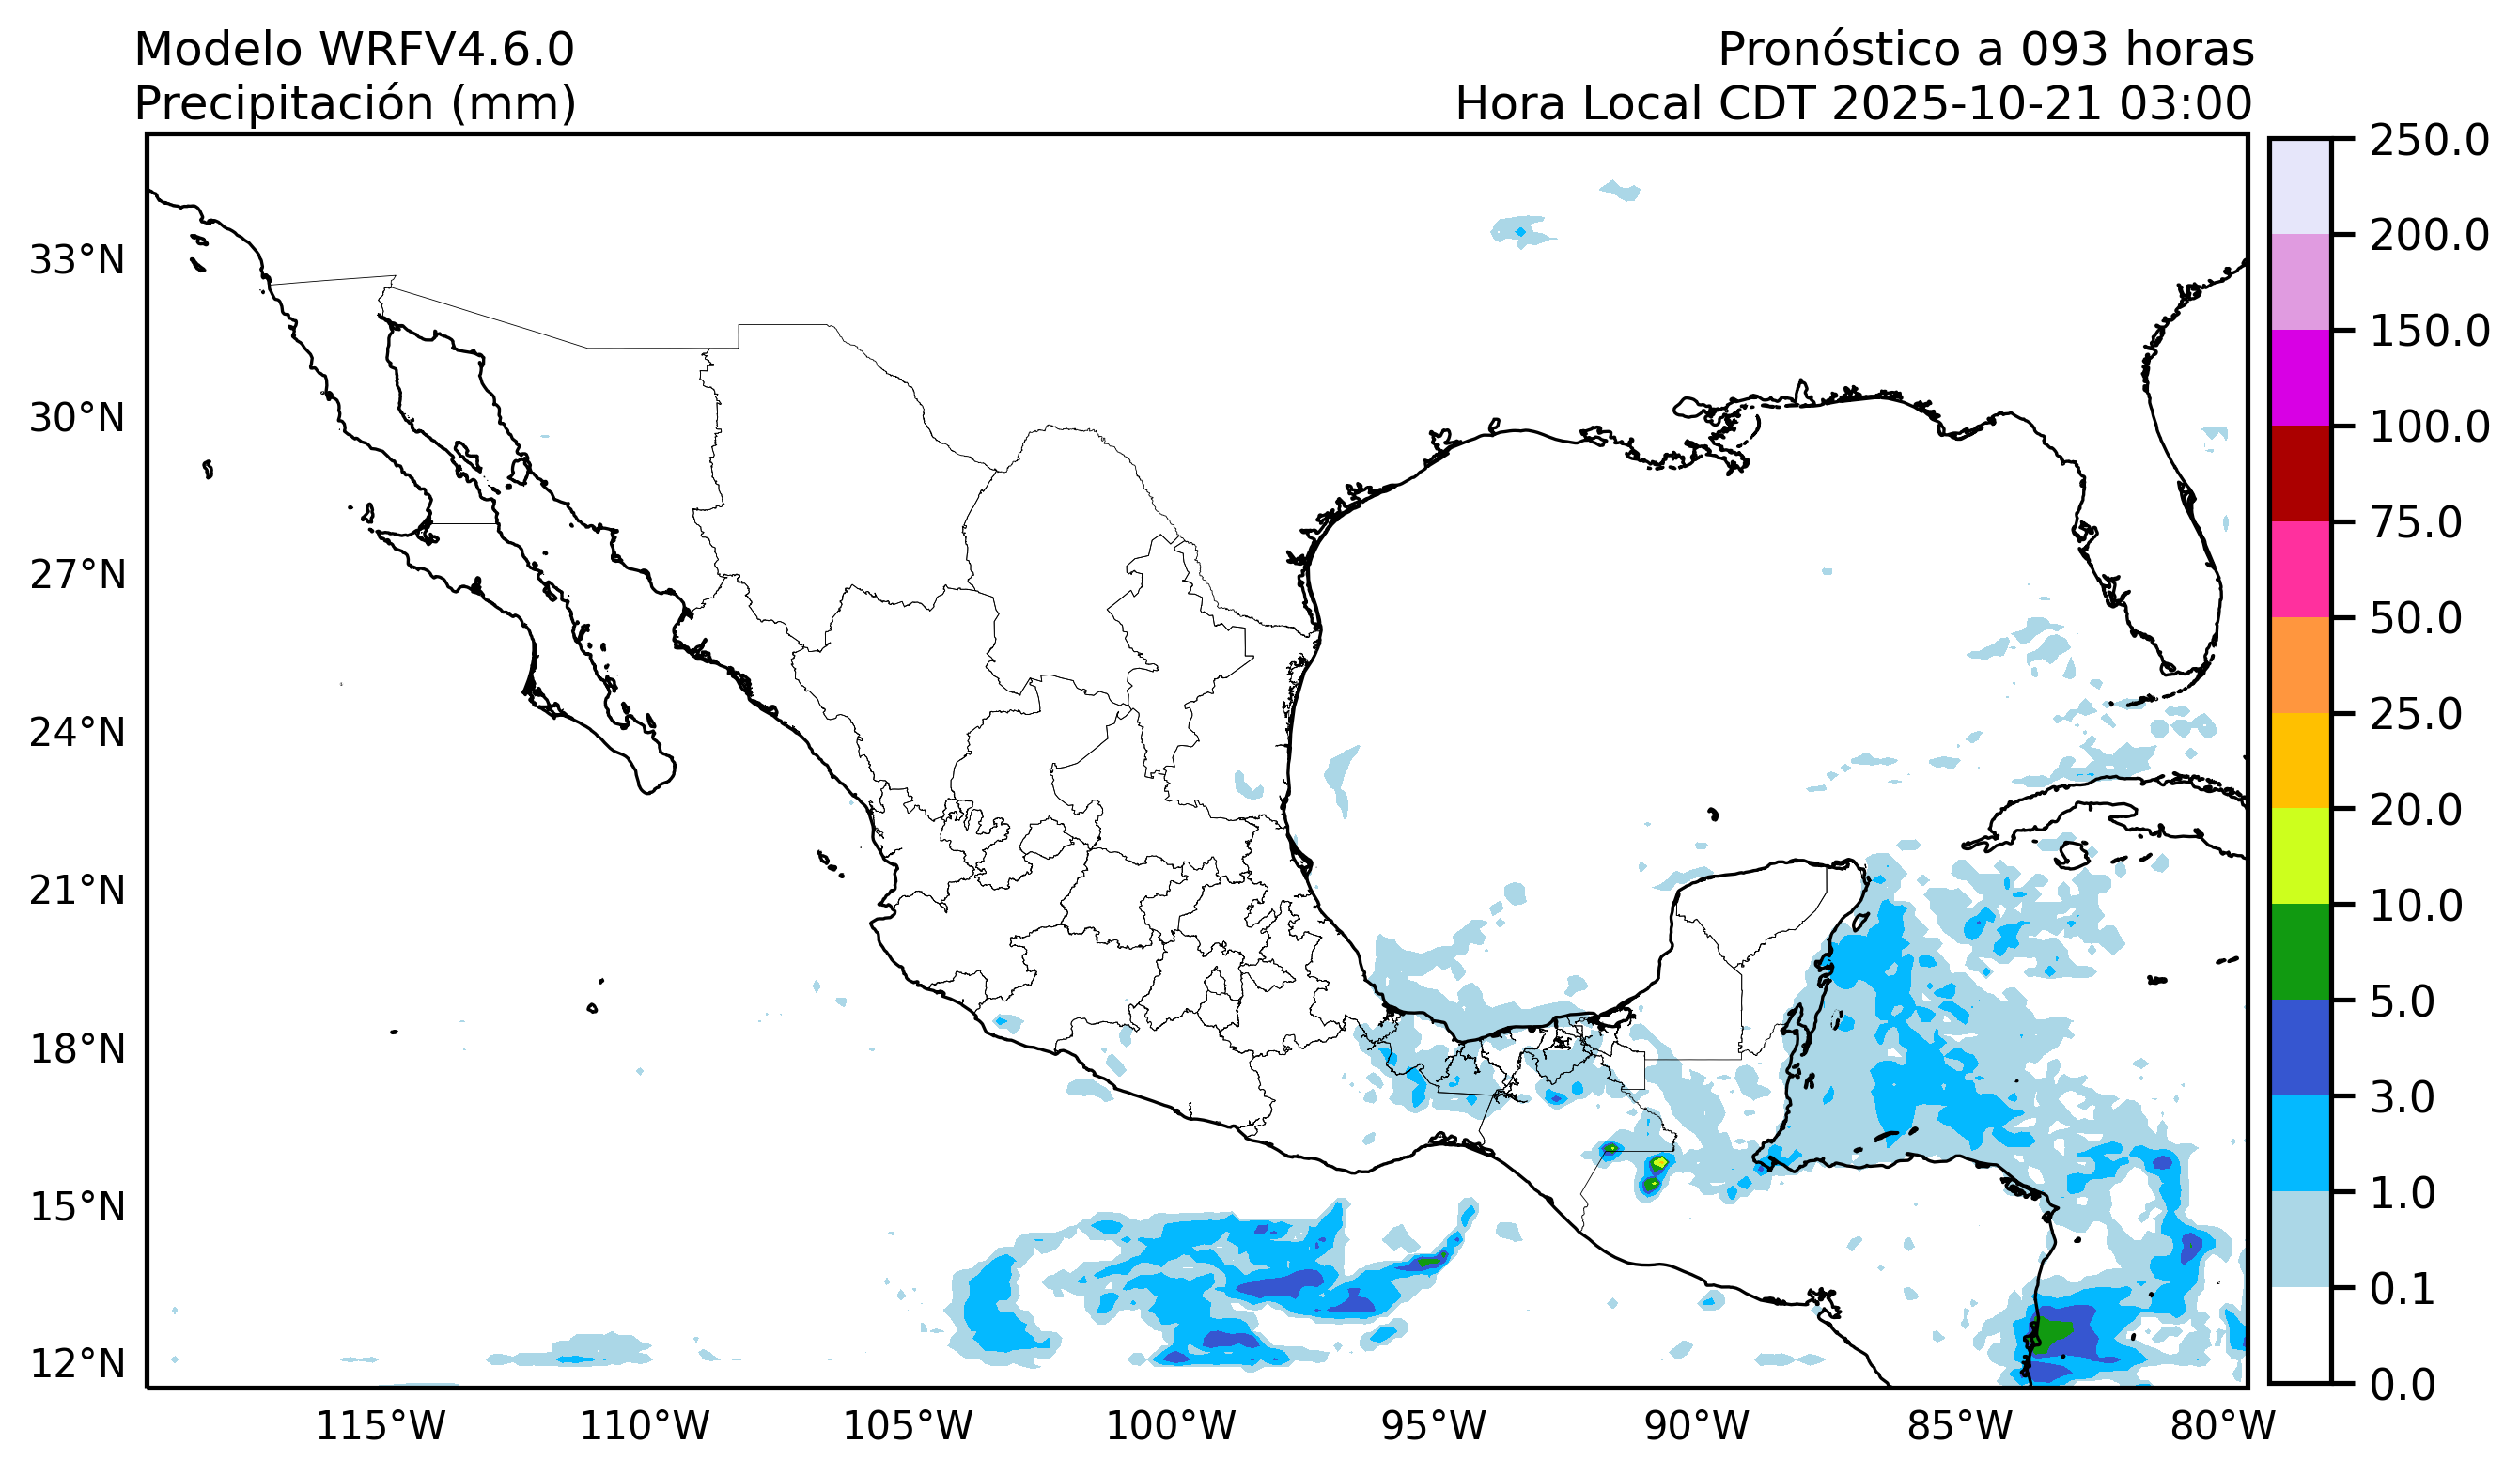 Modelo WRFV4.6.0
Precipitación (mm)
Pronóstico a 093 horas
Hora Local CDT 2025-10-21 03:00
33°N
30°N
27°N
24°N
21°N
18°N
15°N
12°N
115°W
110°W
105°W
100°W
95°W
90°W
85°W
80°W
250.0
200.0
150.0
100.0
75.0
50.0
25.0
20.0
10.0
5.0
3.0
1.0
0.1
0.0